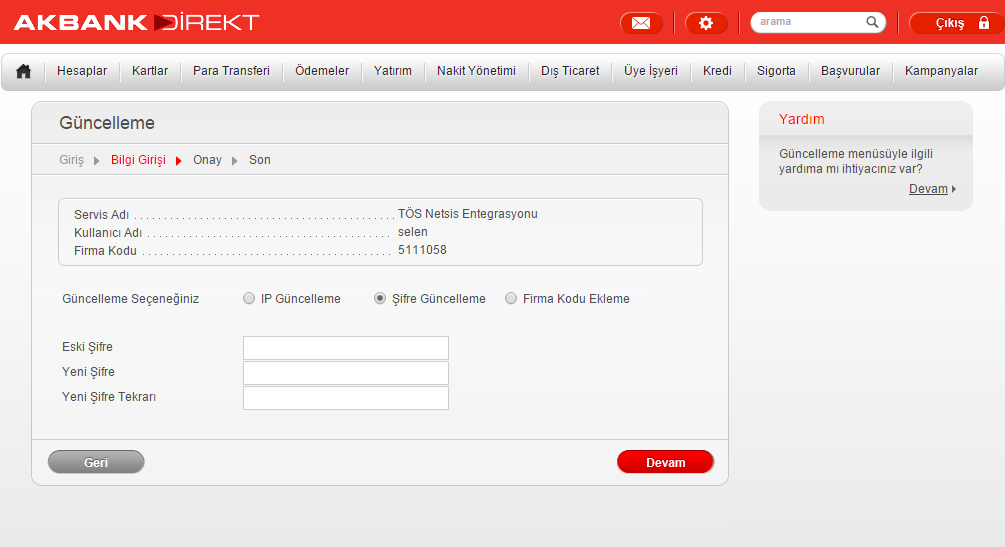 AKBANK DİREKT
arama
Çıkış
Hesaplar Kartlar Para Transferi Ödemeler Yatırım Nakit Yönetimi Dış Ticaret Üye İşyeri Kredi Sigorta Başvurular Kampanyalar
Güncelleme
Giriş Bilgi Girişi Onay Son
Servis Adı TÖS Netsis Entegrasyonu
Kullanıcı Adı selen
Firma Kodu 5111058
Güncelleme Seçeneğiniz IP Güncelleme Şifre Güncelleme Firma Kodu Ekleme
Eski Şifre
Yeni Şifre
Yeni Şifre Tekrarı
Geri Devam
Yardım
Güncelleme menüsüyle ilgili
yardıma mı ihtiyacınız var?
Devam